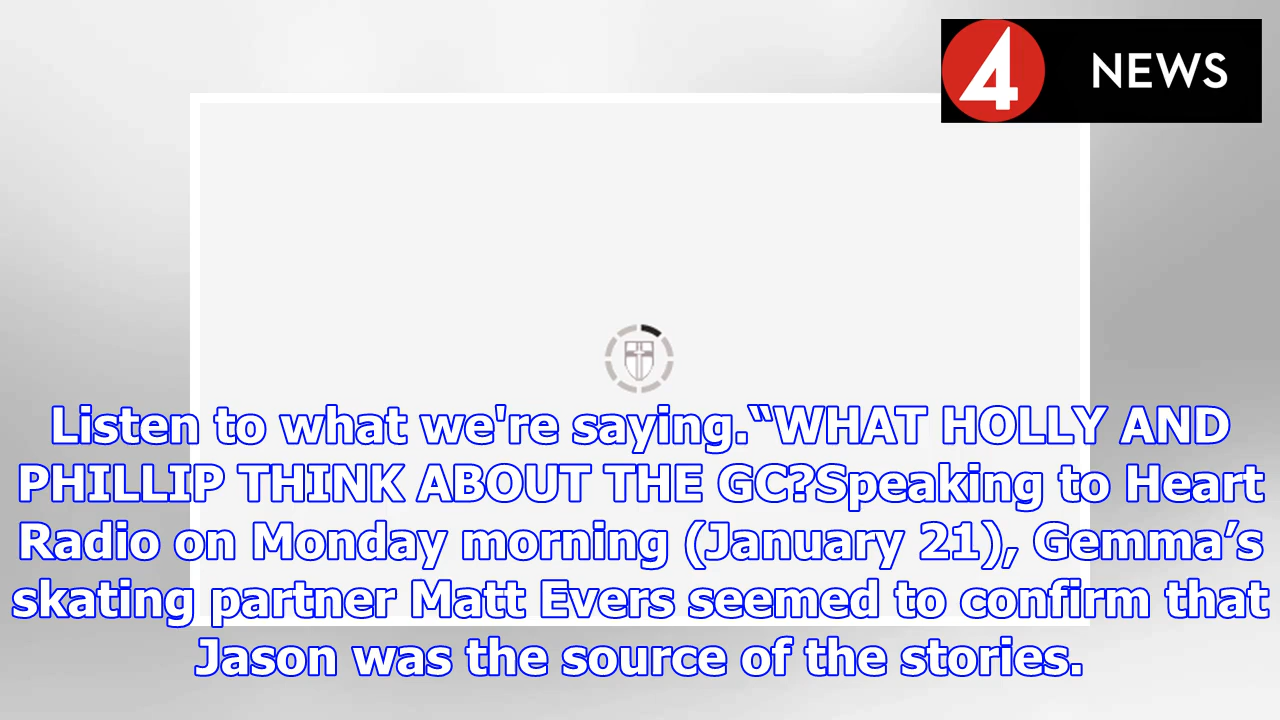 4 NEWS
Listen to what we're saying.“WHAT HOLLY AND
PHILLIP THINK ABOUT THE GC?Speaking to Heart
Radio on Monday morning (January 21), Gemma’s
skating partner Matt Evers seemed to confirm that
Jason was the source of the stories.